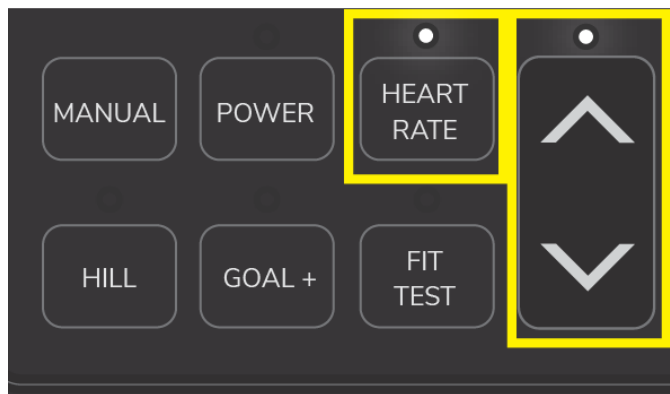 MANUAL
POWER
HEART
RATE
HILL
GOAL +
FIT
TEST